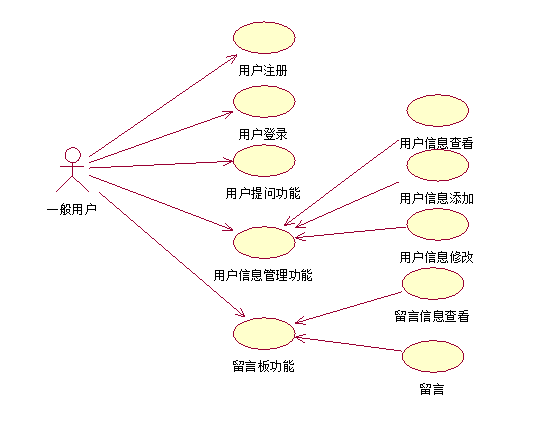 用户注册
用户登录
用户信息查看
用户提问功能
用户信息添加
一般用户
用户信息修改
用户信息管理功能
留言信息查看
留言板功能
留言